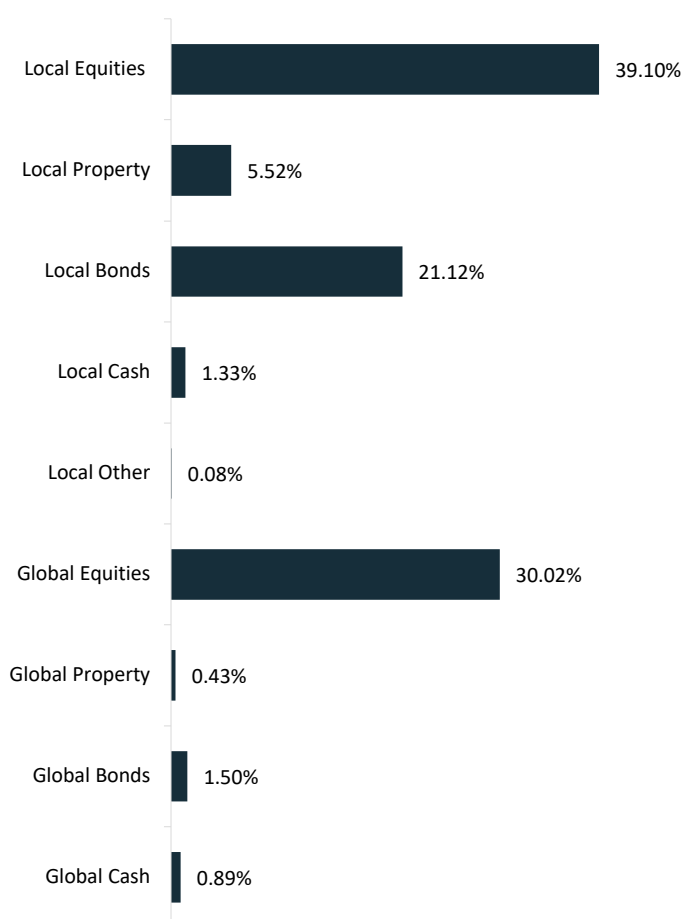 Local Equities 39.10%
Local Property 5.52%
Local Bonds 21.12%
Local Cash 1.33%
Local Other 0.08%
Global Equities 30.02%
Global Property 0.43%
Global Bonds 1.50%
Global Cash 0.89%